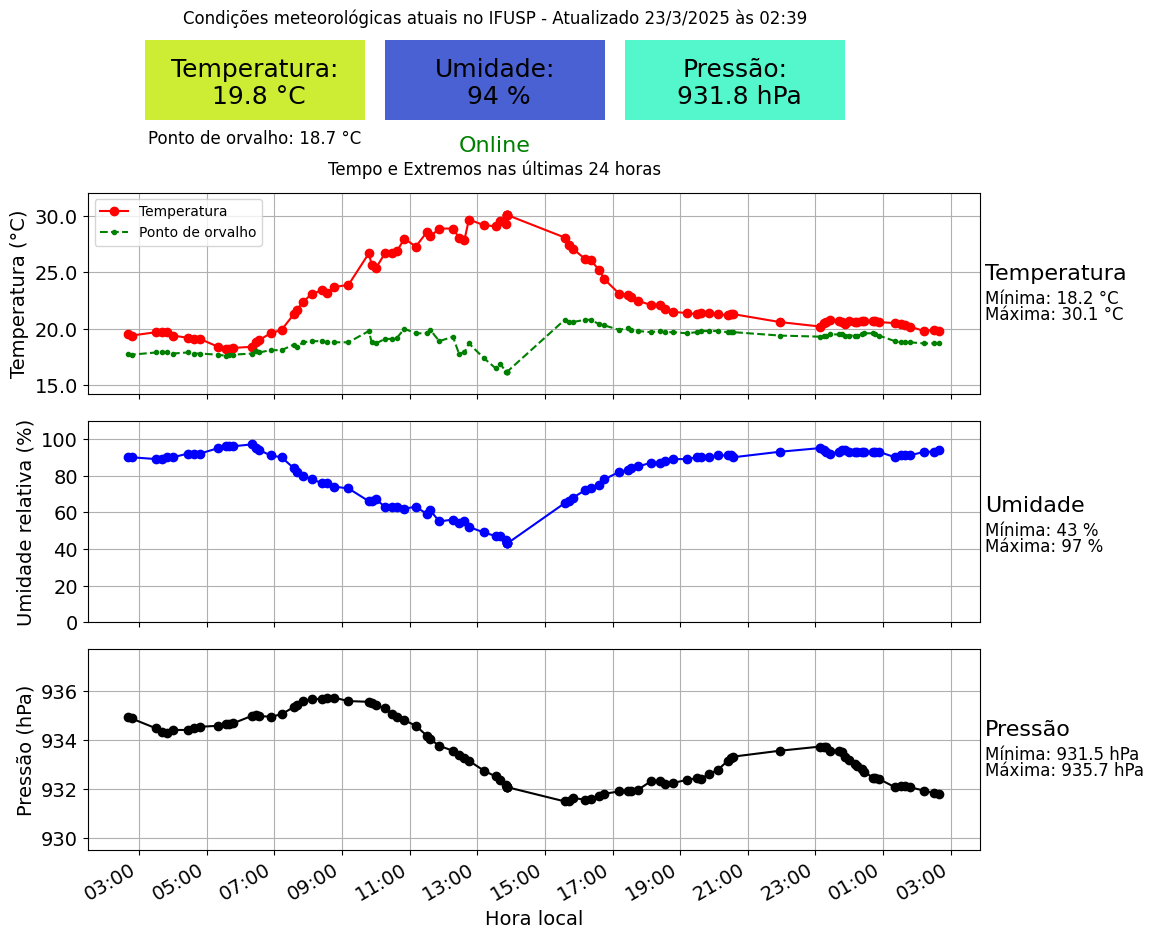 Condições meteorológicas atuais no IFUSP - Atualizado 23/3/2025 às 02:39
Temperatura:
19.8 °C
Umidade:
94 %
Pressão:
931.8 hPa
Ponto de orvalho: 18.7 °C
Online
Tempo e Extremos nas últimas 24 horas
Temperatura (°C)
30.0
25.0
20.0
15.0
Temperatura
Ponto de orvalho
Temperatura
Mínima: 18.2 °C
Máxima: 30.1 °C
Umidade relativa (%)
100
80
60
40
20
0
Umidade
Mínima: 43 %
Máxima: 97 %
Pressão (hPa)
936
934
932
930
Pressão
Mínima: 931.5 hPa
Máxima: 935.7 hPa
03:00 05:00 07:00 09:00 11:00 13:00 15:00 17:00 19:00 21:00 23:00 01:00 03:00
Hora local